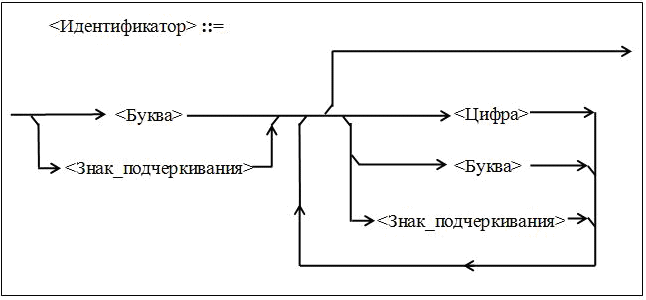 <Идентификатор> ::=
<Буква>
<Цифра>
<Знак_подчеркивания>
<Буква>
<Знак_подчеркивания>